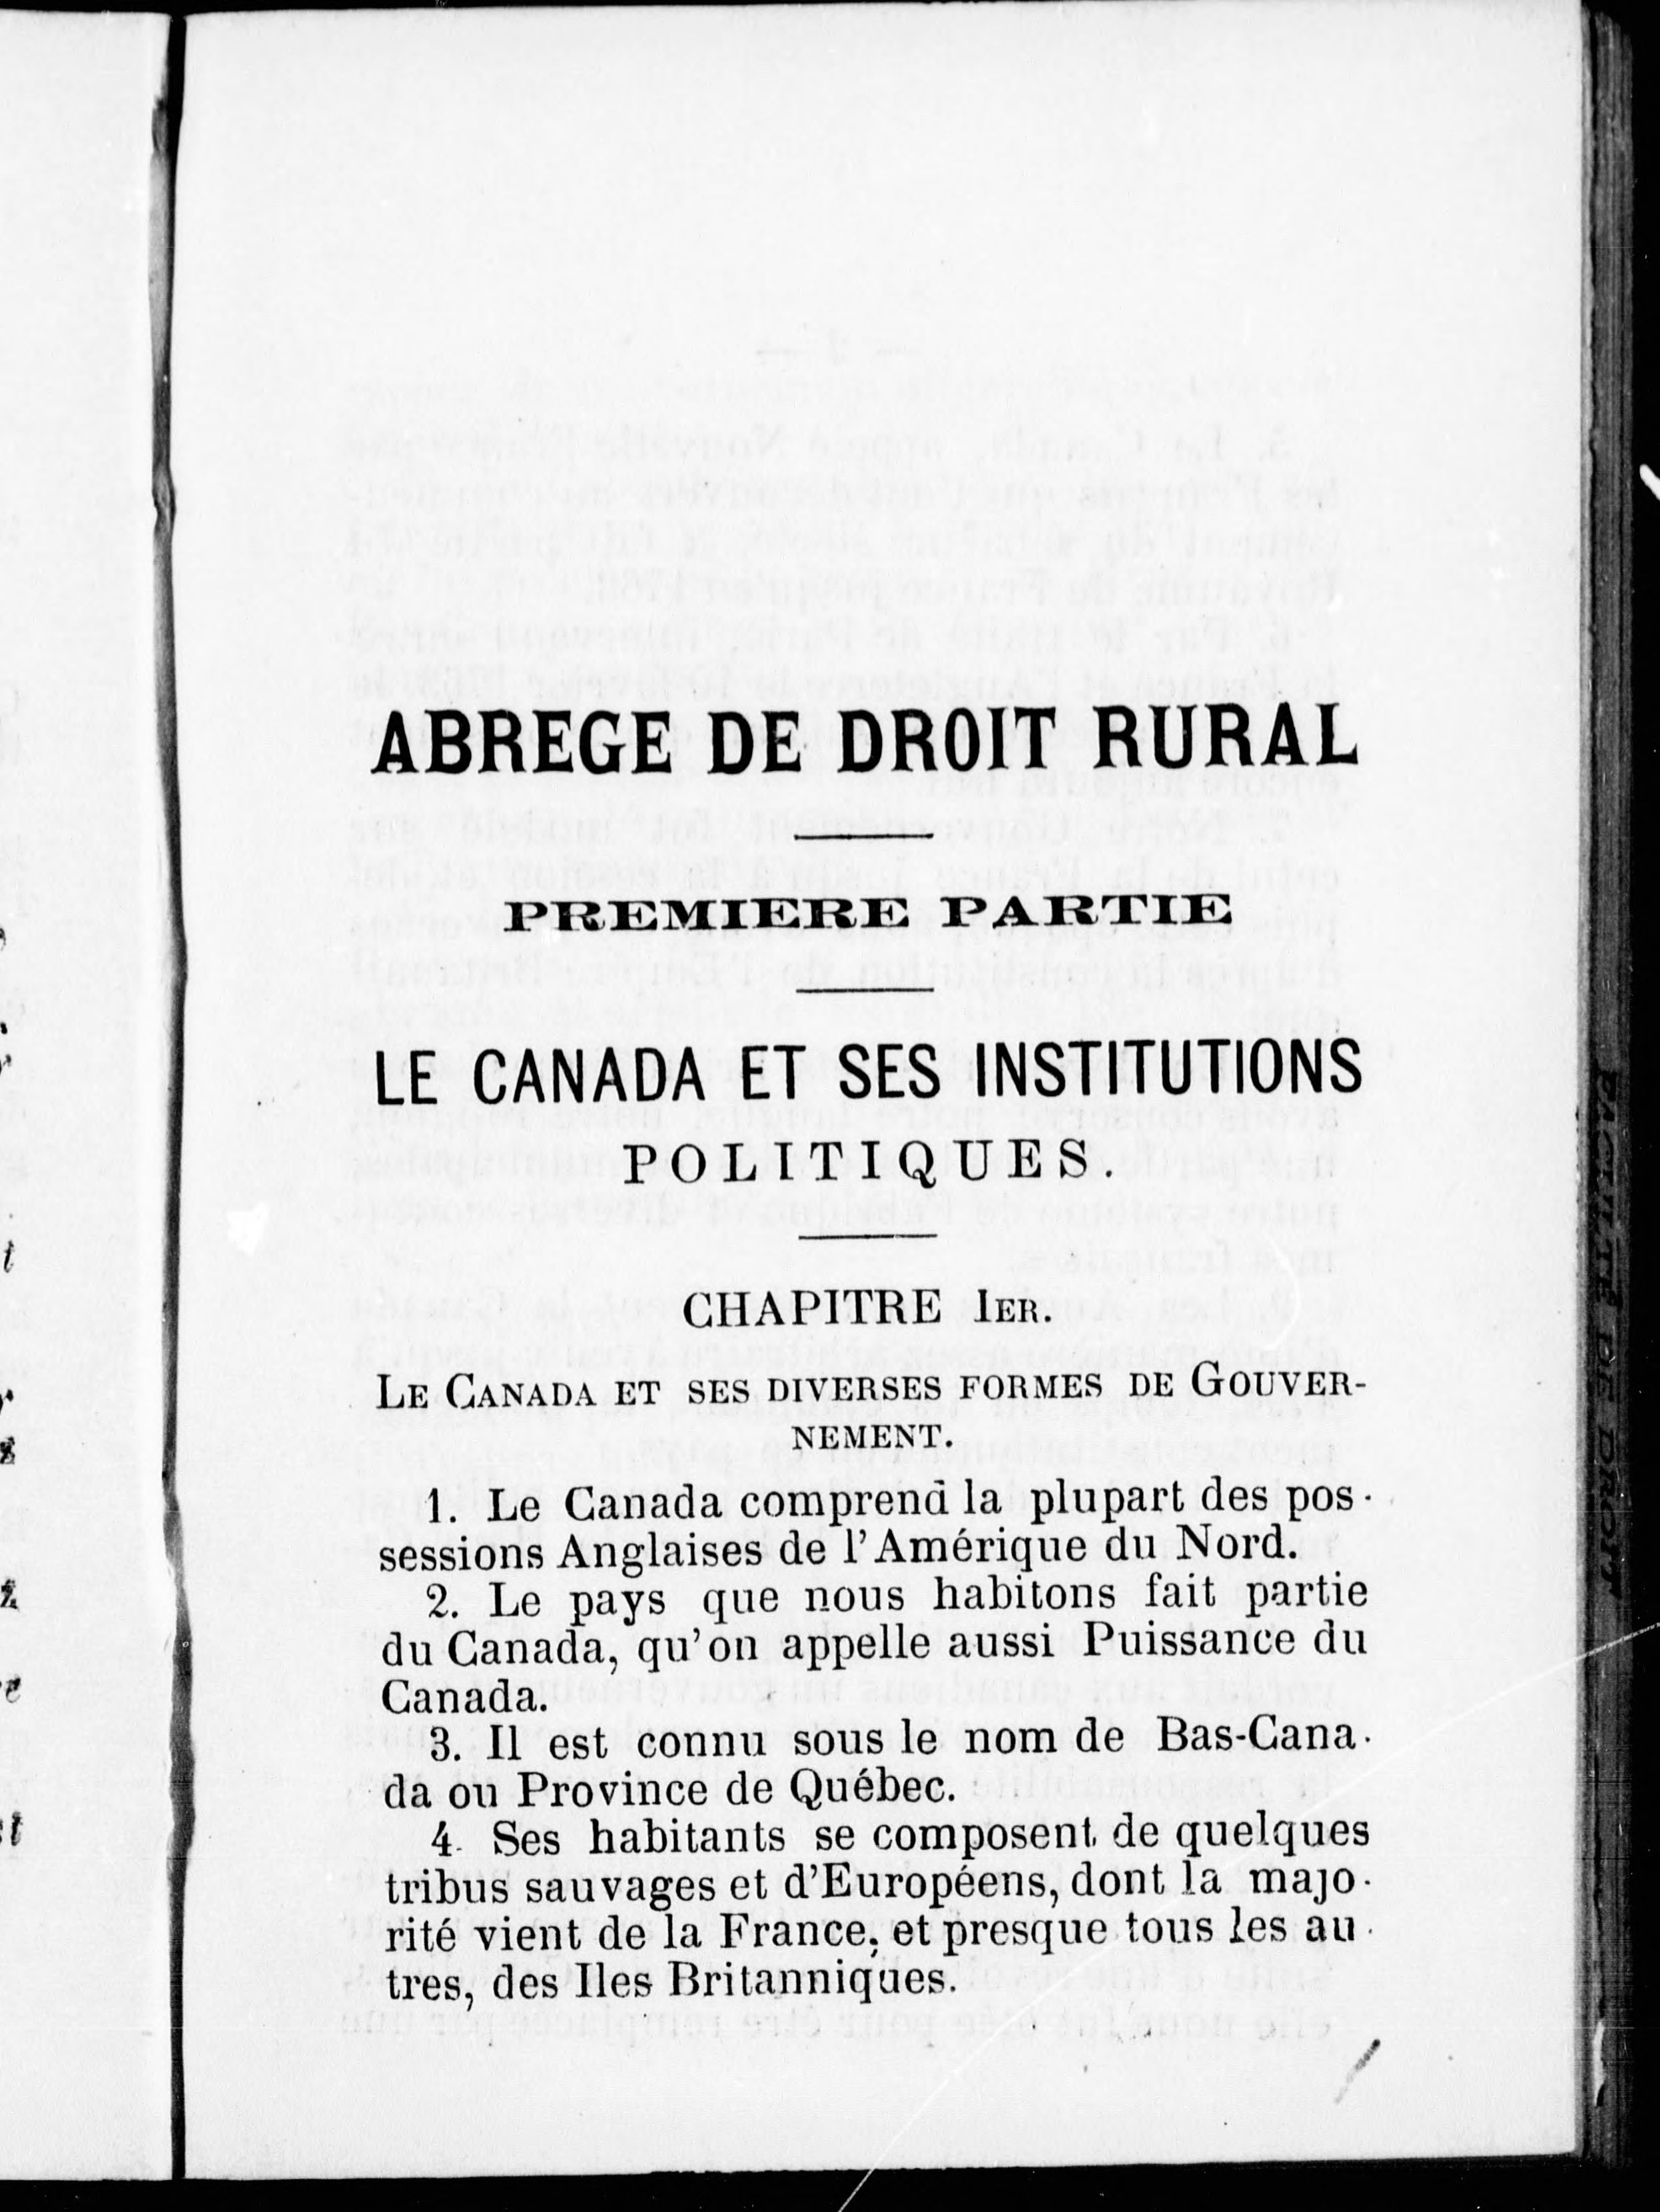 ABREGE DE DROIT RURAL
PREMIERE PARTIE
LE CANADA ET SES INSTITUTIONS
POLITIQUES.
CHAPITRE IER.
LE CANADA ET SES DIVERSES FORMES DE GOUVER-
NEMENT.
1. Le Canada comprend la plupart des pos-
sessions Anglaises de l'Amérique du Nord.
2. Le pays que nous habitons fait partie
du Canada, qu'on appelle aussi Puissance du
Canada.
3. Il est connu sous le nom de Bas-Cana-
da ou Province de Québec.
4. Ses habitants se composent de quelques
tribus sauvages et d'Européens, dont la majo-
rité vient de la France, et presque tous les au-
tres, des Iles Britanniques.
FACULTÉ DE DROIT